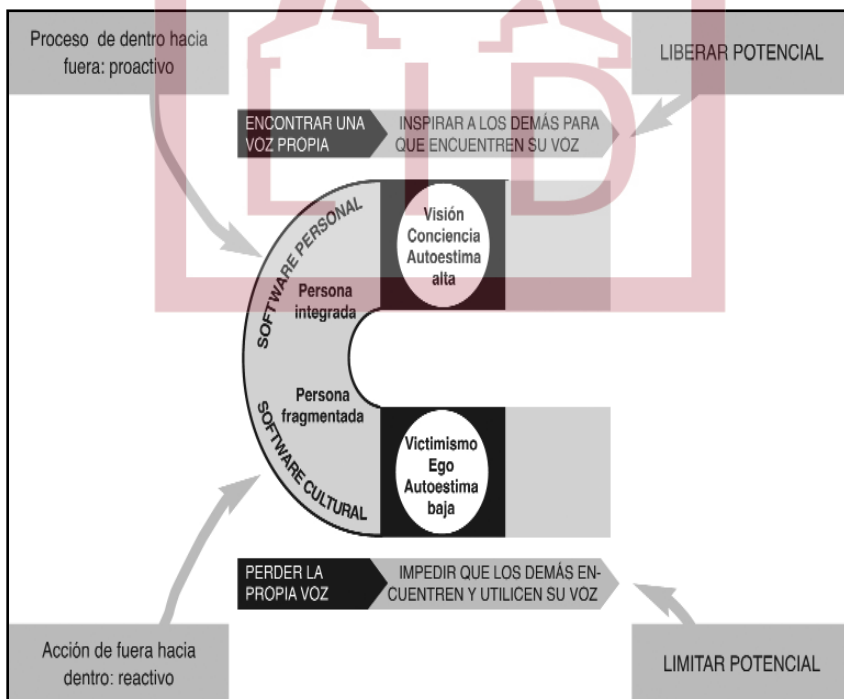 Proceso de dentro hacia
fuera: proactivo
LIBERAR POTENCIAL
ENCONTRAR UNA
VOZ PROPIA
INSPIRAR A LOS DEMÁS PARA
QUE ENCUENTREN SU VOZ
LID
SOFTWARE PERSONAL
Visión
Conciencia
Autoestima
alta
Persona
integrada
Persona
fragmentada
SOFTWARE CULTURAL
Victimismo
Ego
Autoestima
baja
PERDER LA
PROPIA VOZ
IMPEDIR QUE LOS DEMÁS EN-
CUENTREN Y UTILICEN SU VOZ
Acción de fuera hacia
dentro: reactivo
LIMITAR POTENCIAL